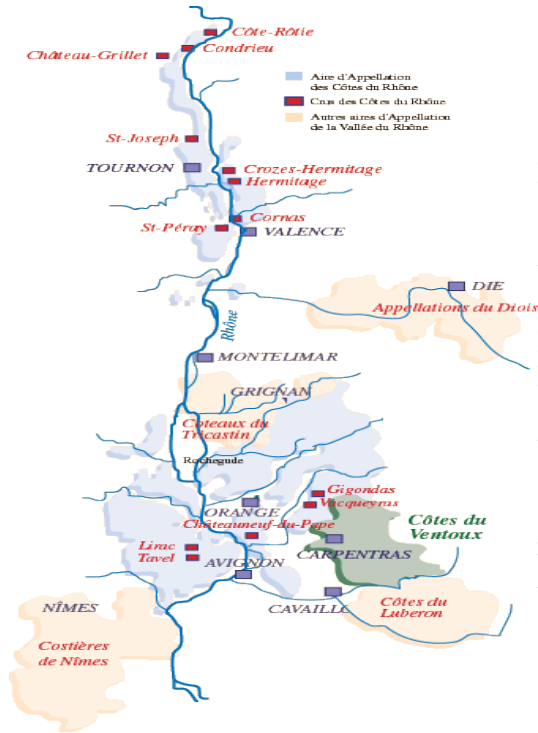 Côte-Rôtie
Condrieu
Château-Grillet
Aire d'Appellation
des Côtes du Rhône
Crus des Côtes du Rhône
Autres aires d'Appellation
de la Vallée du Rhône
St-Joseph
TOURNON
Crozes-Hermitage
Hermitage
Cornas
St-Péray
VALENCE
DIE
Appellations du Diois
Rhône
MONTELIMAR
GRIGNAN
Coteaux du
Tricastin
Rochegude
Gigondas
Vacqueyras
ORANGE
Châteauneuf-du-Pape
Côtes du
Ventoux
Lirac
Tavel
CARPENTRAS
AVIGNON
CAVAILLC
NÎMES
Côtes du
Luberon
Costières
de Nîmes